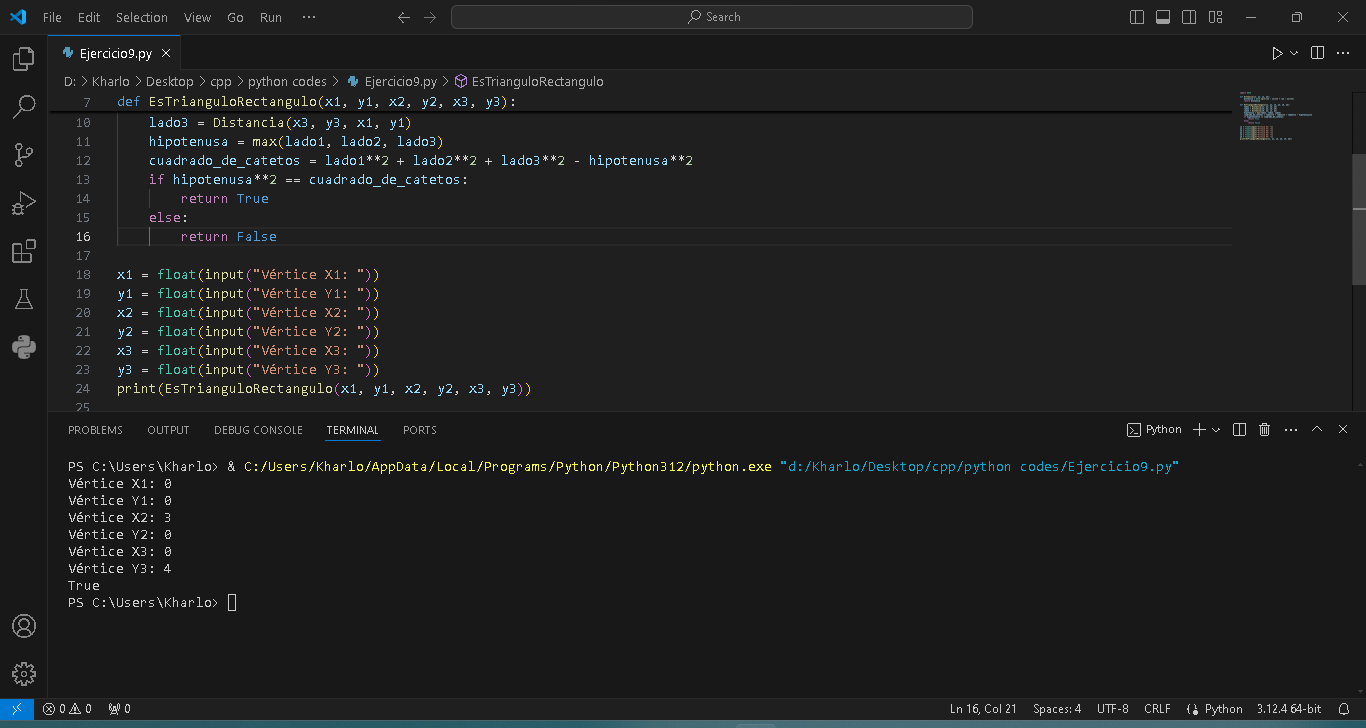 File Edit Selection View Go Run ··· Search
Ejercicio9.py
D: > Kharlo > Desktop > cpp > python codes > Ejercicio9.py > EsTrianguloRectangulo
7 def EsTrianguloRectangulo(x1, y1, x2, y2, x3, y3):
10 lado3 = Distancia(x3, y3, x1, y1)
11 hipotenusa = max(lado1, lado2, lado3)
12 cuadrado_de_catetos = lado1**2 + lado2**2 + lado3**2 - hipotenusa**2
13 if hipotenusa**2 == cuadrado_de_catetos:
14 return True
15 else:
16 return False
17
18 x1 = float(input("Vértice X1: "))
19 y1 = float(input("Vértice Y1: "))
20 x2 = float(input("Vértice X2: "))
21 y2 = float(input("Vértice Y2: "))
22 x3 = float(input("Vértice X3: "))
23 y3 = float(input("Vértice Y3: "))
24 print(EsTrianguloRectangulo(x1, y1, x2, y2, x3, y3))
25
PROBLEMS OUTPUT DEBUG CONSOLE TERMINAL PORTS Python
PS C:\Users\Kharlo> & C:/Users/Kharlo/AppData/Local/Programs/Python/Python312/python.exe "d:/Kharlo/Desktop/cpp/python codes/Ejercicio9.py"
Vértice X1: 0
Vértice Y1: 0
Vértice X2: 3
Vértice Y2: 0
Vértice X3: 0
Vértice Y3: 4
True
PS C:\Users\Kharlo>
0 0 0 Ln 16, Col 21 Spaces: 4 UTF-8 CRLF Python 3.12.4 64-bit